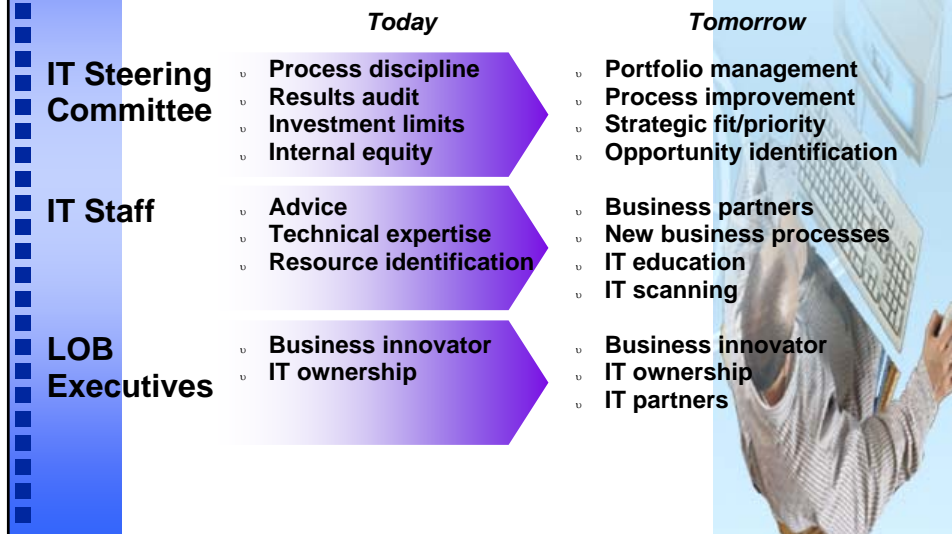 Today
Tomorrow
IT Steering
Committee
υ Process discipline
υ Results audit
υ Investment limits
υ Internal equity
υ Portfolio management
υ Process improvement
υ Strategic fit/priority
υ Opportunity identification
IT Staff
υ Advice
υ Technical expertise
υ Resource identification
υ Business partners
υ New business processes
υ IT education
υ IT scanning
LOB
Executives
υ Business innovator
υ IT ownership
υ Business innovator
υ IT ownership
υ IT partners